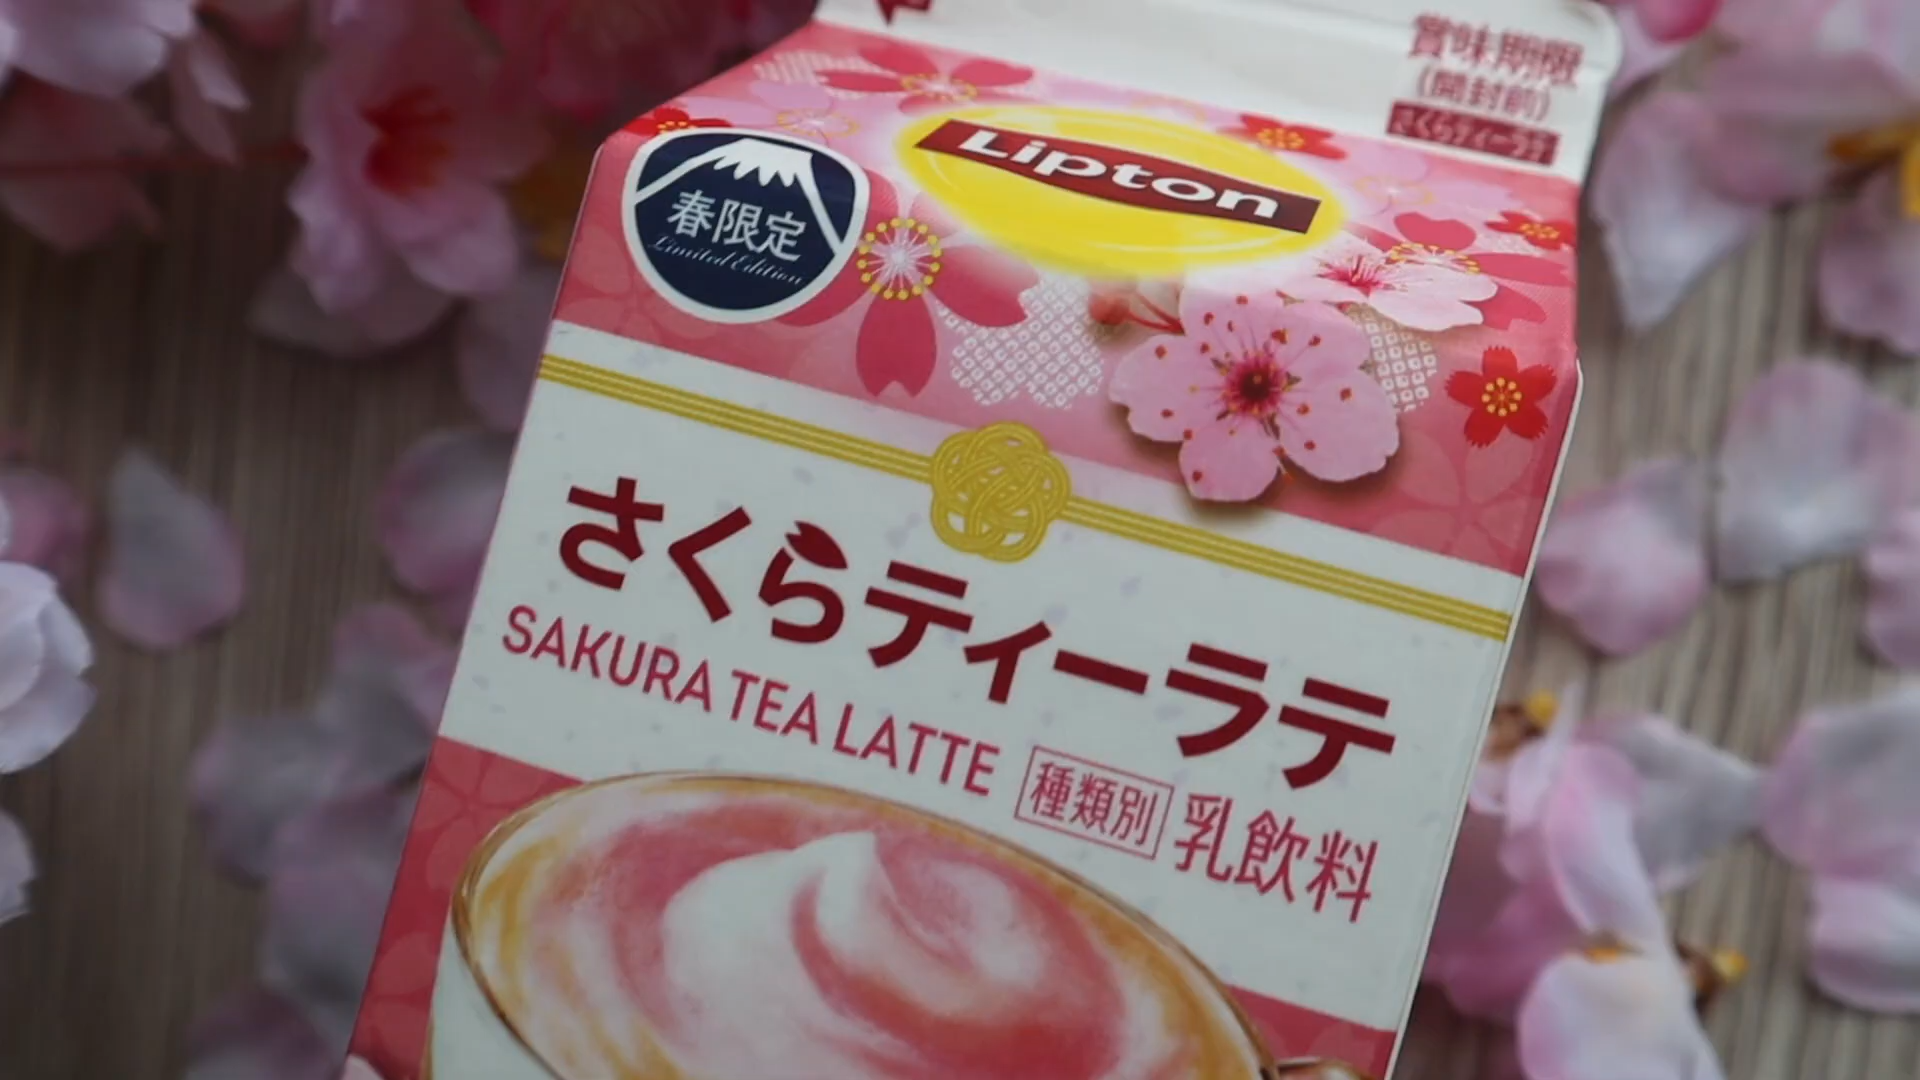 賞味期限
(開封前)
さくらティーラテ
Lipton
春限定
Limited Edition
さくらティーラテ
SAKURA TEA LATTE
種類別 乳飲料